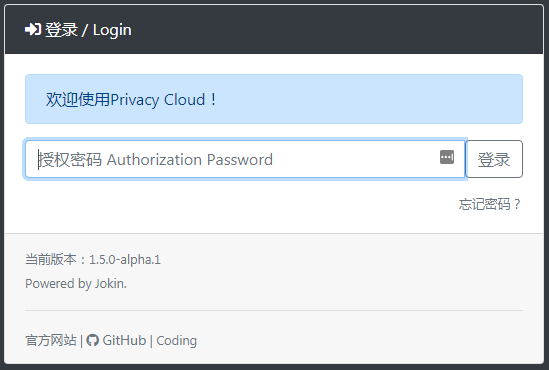 登录 / Login
欢迎使用Privacy Cloud！
授权密码 Authorization Password
登录
忘记密码？
当前版本：1.5.0-alpha.1
Powered by Jokin.
官方网站 | GitHub | Coding